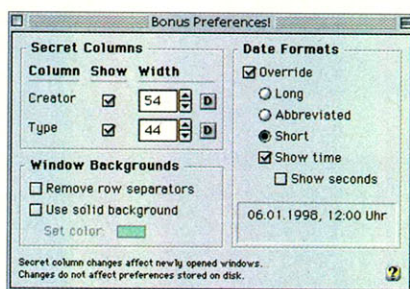 Bonus Preferences!
Secret Columns
Column Show Width
Creator 54 D
Type 44 D
Window Backgrounds
Remove row separators
Use solid background
Set color:
Date Formats
Override
Long
Abbreviated
Short
Show time
Show seconds
06.01.1998, 12:00 Uhr
Secret column changes affect newly opened windows.
Changes do not affect preferences stored on disk.
?